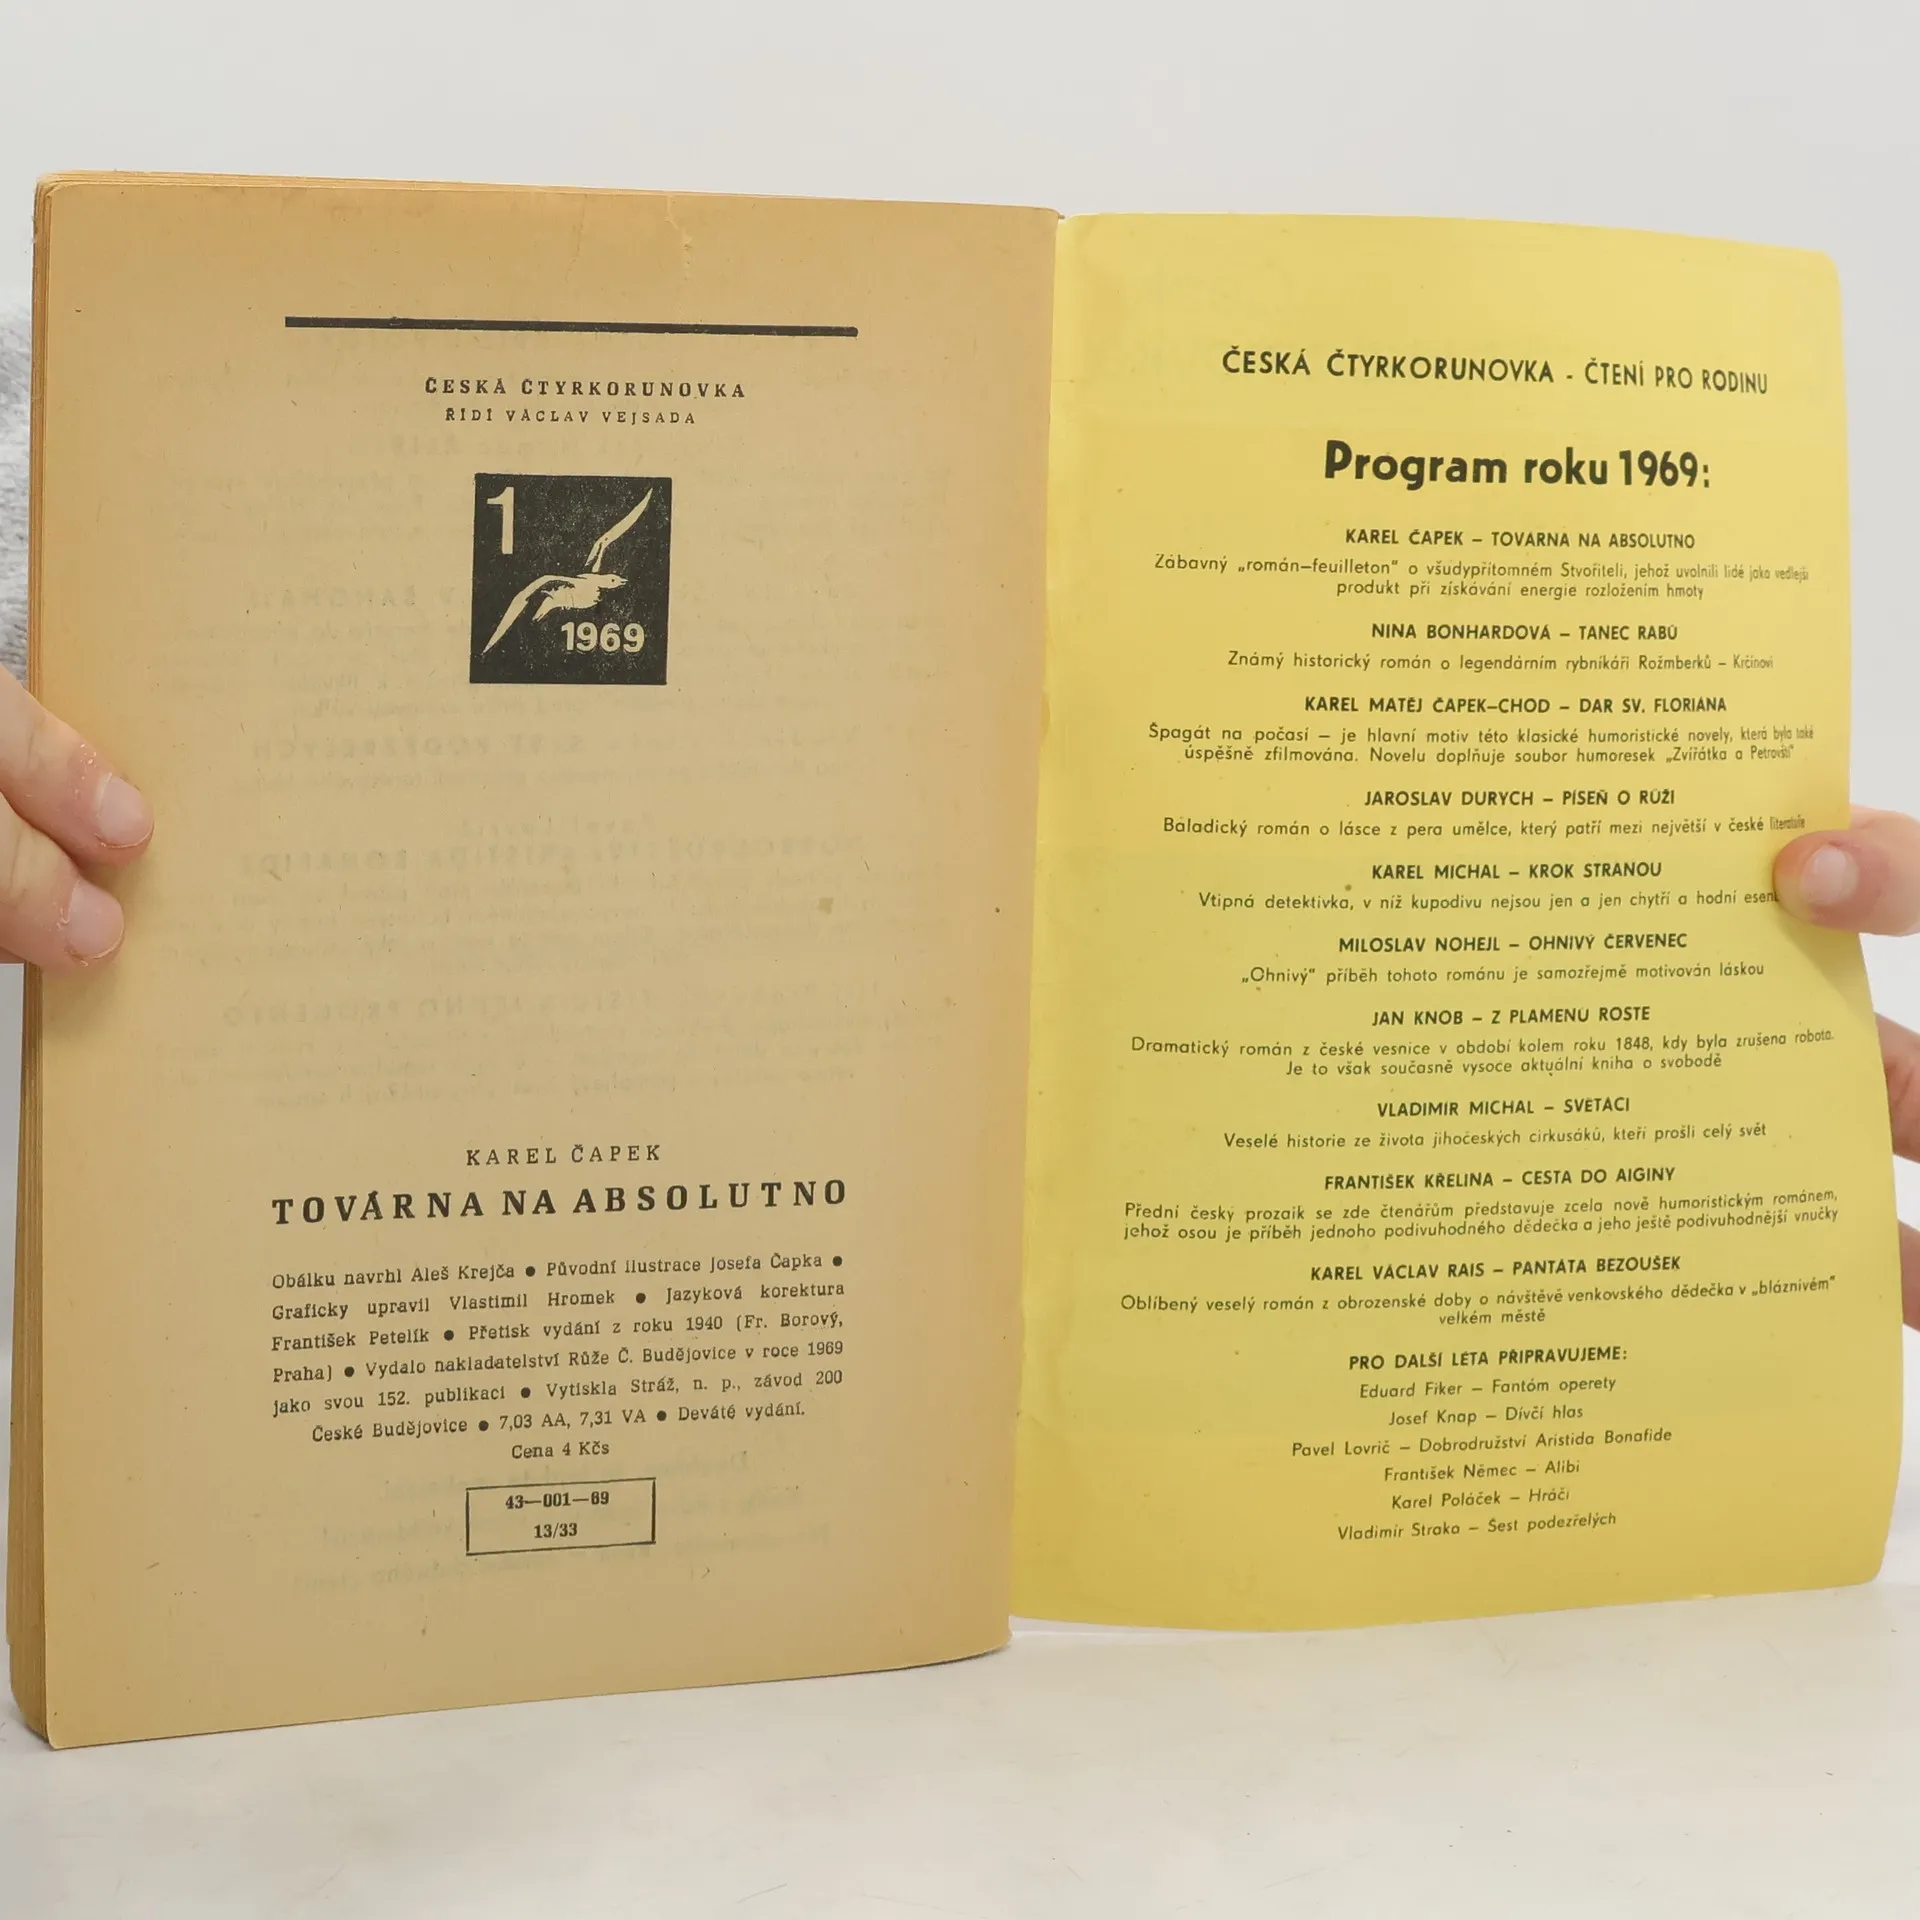 ČESKÁ ČTYRKORUNOVKA
ŘÍDÍ VÁCLAV VEJSADA
1
1969
KAREL ČAPEK
TOVÁRNA NA ABSOLUTNO
Obálku navrhl Aleš Krejča ● Původní ilustrace Josefa Čapka ●
Graficky upravil Vlastimil Hromek ● Jazyková korektura
František Petelík ● Přetisk vydání z roku 1940 (Fr. Borový,
Praha) ● Vydalo nakladatelství Růže Č. Budějovice v roce 1969
jako svou 152. publikaci ● Vytiskla Stráž, n. p., závod 200
České Budějovice ● 7,03 AA, 7,31 VA ● Deváté vydání.
Cena 4 Kčs
43—001—69
13/33
ČESKÁ ČTYRKORUNOVKA - ČTENÍ PRO RODINU
Program roku 1969:
KAREL ČAPEK – TOVÁRNA NA ABSOLUTNO
Zábavný „román–feuilleton" o všudypřítomném Stvořiteli, jehož uvolnili lidé jako vedlejší
produkt při získávání energie rozložením hmoty
NINA BONHARDOVÁ – TANEC RABŮ
Známý historický román o legendárním rybníkáři Rožmberků – Krčínovi
KAREL MATĚJ ČAPEK–CHOD – DAR SV. FLORIÁNA
Špagát na počasí – je hlavní motiv této klasické humoristické novely, která byla také
úspěšně zfilmována. Novelu doplňuje soubor humoresek „Zvířátka a Petrovští"
JAROSLAV DURYCH – PÍSEŇ O RŮŽI
Baladický román o lásce z pera umělce, který patří mezi největší v české literatuře
KAREL MICHAL – KROK STRANOU
Vtipná detektivka, v níž kupodivu nejsou jen a jen chytří a hodní
MILOSLAV NOHEJL – OHNIVÝ ČERVENEC
„Ohnivý" příběh tohoto románu je samozřejmě motivován láskou
JAN KNOB – Z PLAMENŮ ROSTE
Dramatický román z české vesnice v období kolem roku 1848, kdy byla zrušena robota.
Je to však současně vysoce aktuální kniha o svobodě
VLADIMÍR MICHAL – SVĚTÁCI
Veselé historie ze života jihočeských cirkusáků, kteří prošli celý svět
FRANTIŠEK KŘELINA – CESTA DO AIGINY
Přední český prozaik se zde čtenářům představuje zcela nově humoristickým románem,
jehož osou je příběh jednoho podivuhodného dědečka a jeho ještě podivuhodnější vnučky
KAREL VÁCLAV RAIS – PANTÁTA BEZOUŠEK
Oblíbený veselý román z obrozenské doby o návštěvě venkovského dědečka v „bláznivém"
velkém městě
PRO DALŠÍ LÉTA PŘIPRAVUJEME:
Eduard Fiker – Fantóm operety
Josef Knap – Dívčí hlas
Pavel Lovrič – Dobrodružství Aristida Bonafide
František Němec – Alibi
Karel Poláček – Hráči
Vladimír Straka – Šest podezřelých